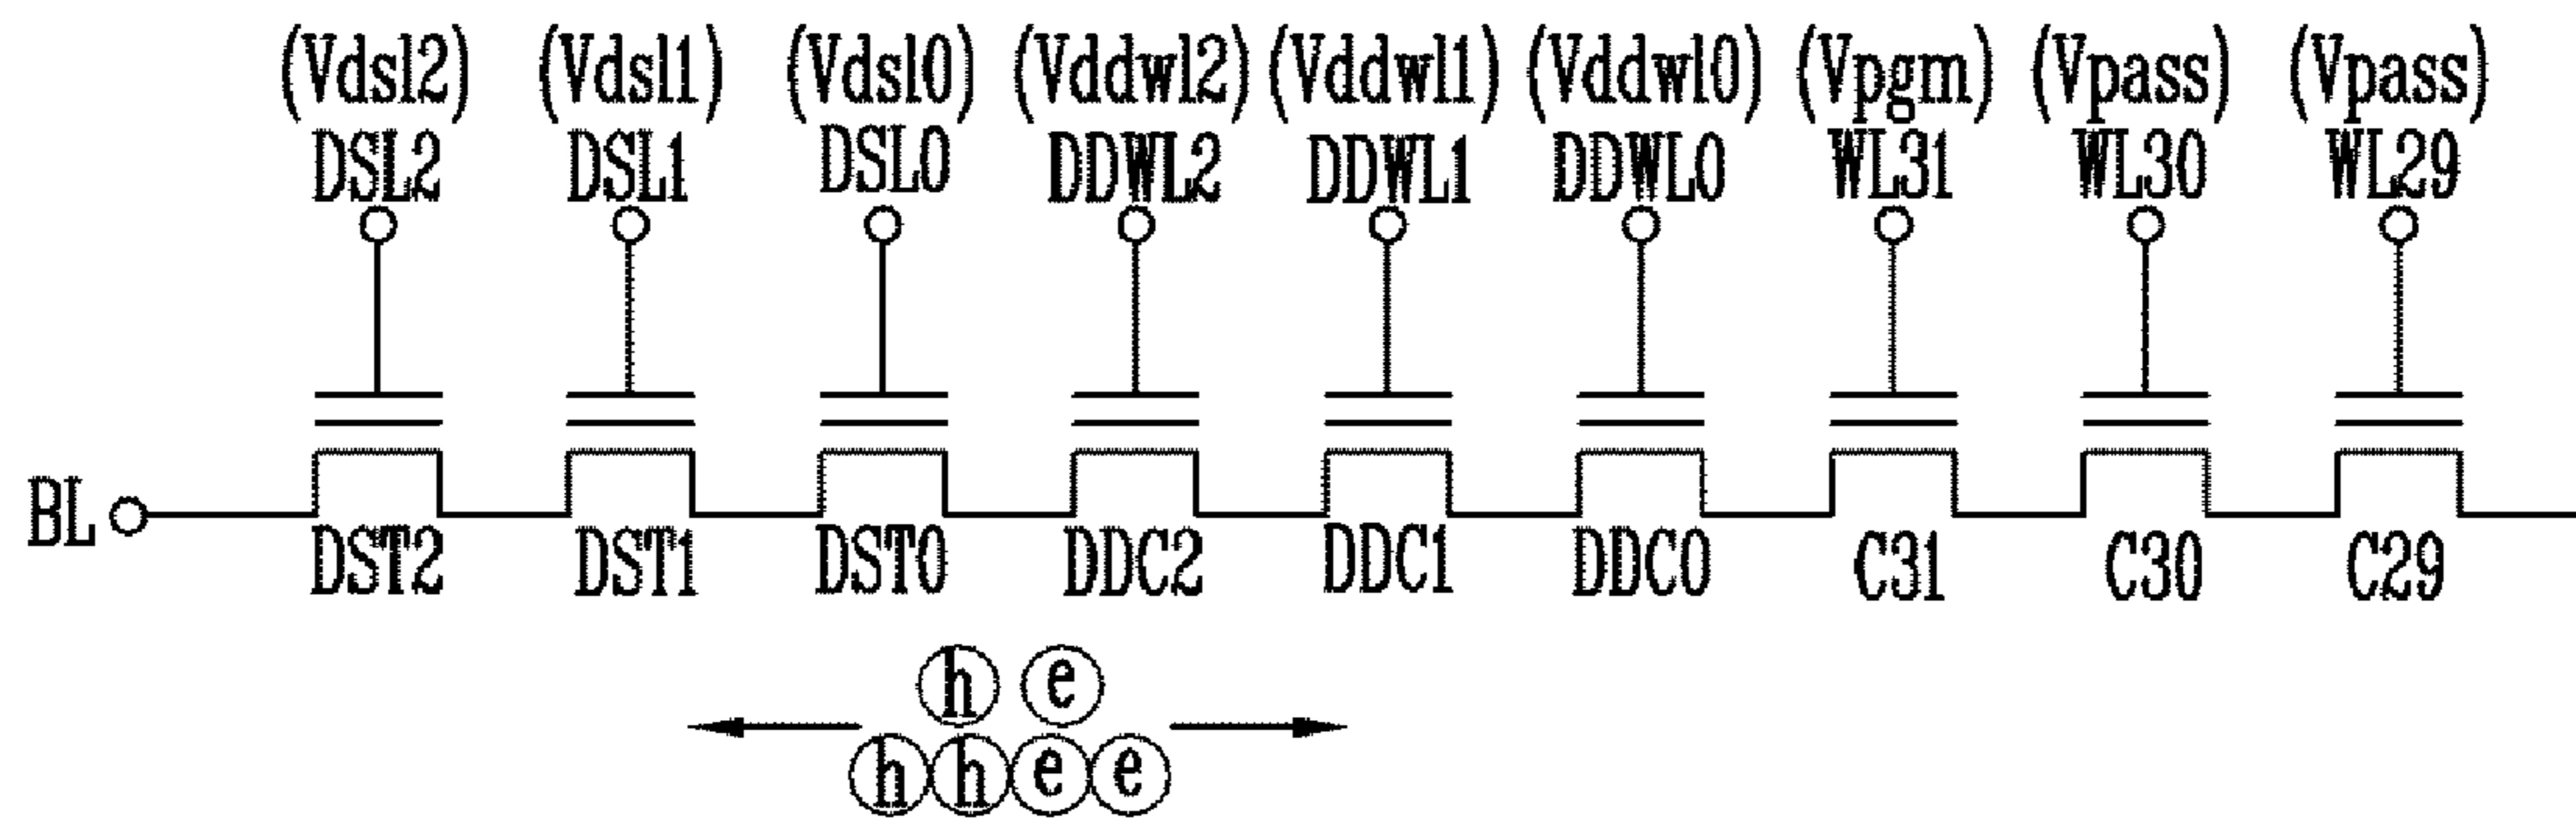 (Vdsl2) (Vdsl1) (Vdsl0) (Vddwl2) (Vddwl1) (Vddwl0) (Vpgm) (Vpass) (Vpass)
DSL2 DSL1 DSL0 DDWL2 DDWL1 DDWL0 WL31 WL30 WL29
BL
DST2 DST1 DST0 DDC2 DDC1 DDC0 C31 C30 C29
h e
h h e e